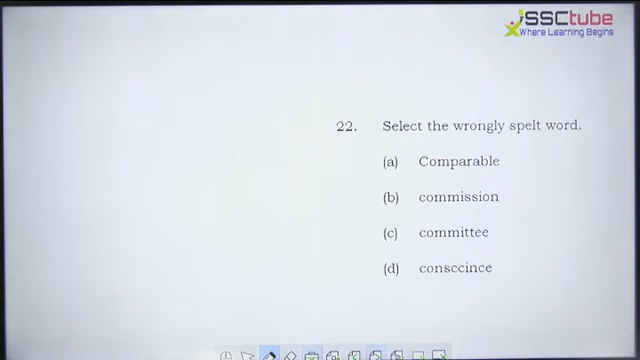 SSCtube
Where Learning Begins
22. Select the wrongly spelt word.
(a) Comparable
(b) commission
(c) committee
(d) consccince